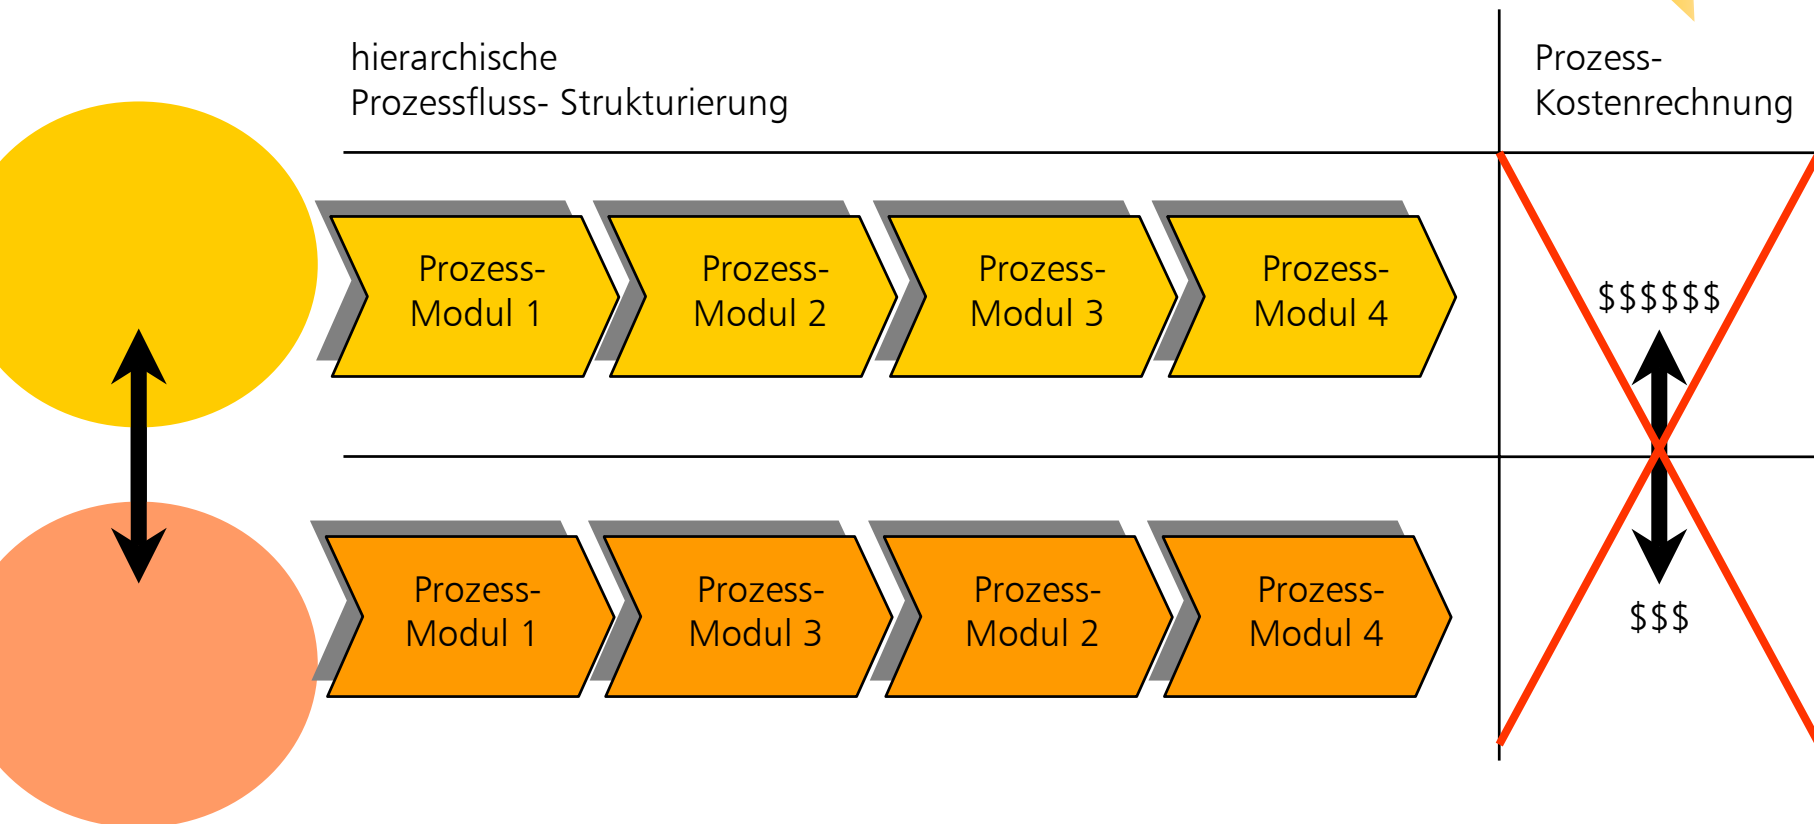 hierarchische
Prozessfluss- Strukturierung
Prozess-
Kostenrechnung
Prozess-
Modul 1
Prozess-
Modul 2
Prozess-
Modul 3
Prozess-
Modul 4
$$$$$$
Prozess-
Modul 1
Prozess-
Modul 3
Prozess-
Modul 2
Prozess-
Modul 4
$$$